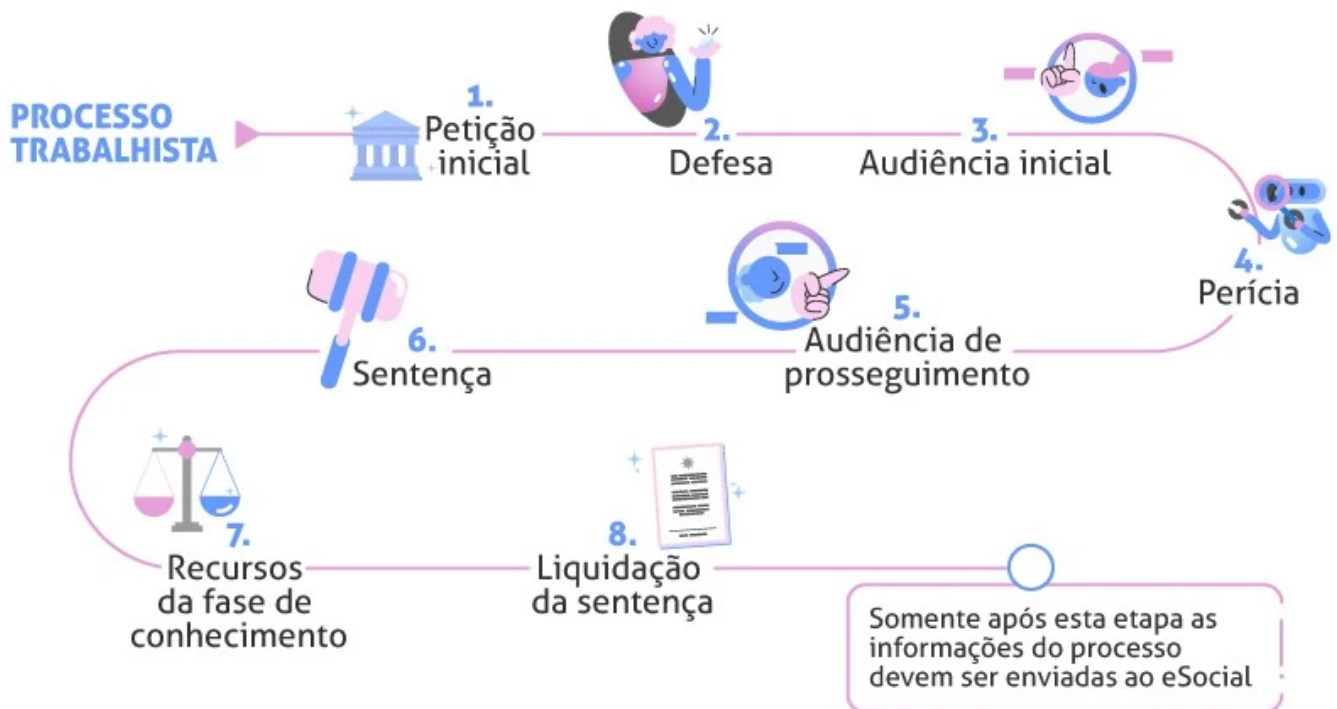 PROCESSO
TRABALHISTA
1.
Petição
inicial
2.
Defesa
3.
Audiência inicial
4.
Perícia
5.
Audiência de
prosseguimento
6.
Sentença
7.
Recursos
da fase de
conhecimento
8.
Liquidação
da sentença
Somente após esta etapa as
informações do processo
devem ser enviadas ao eSocial